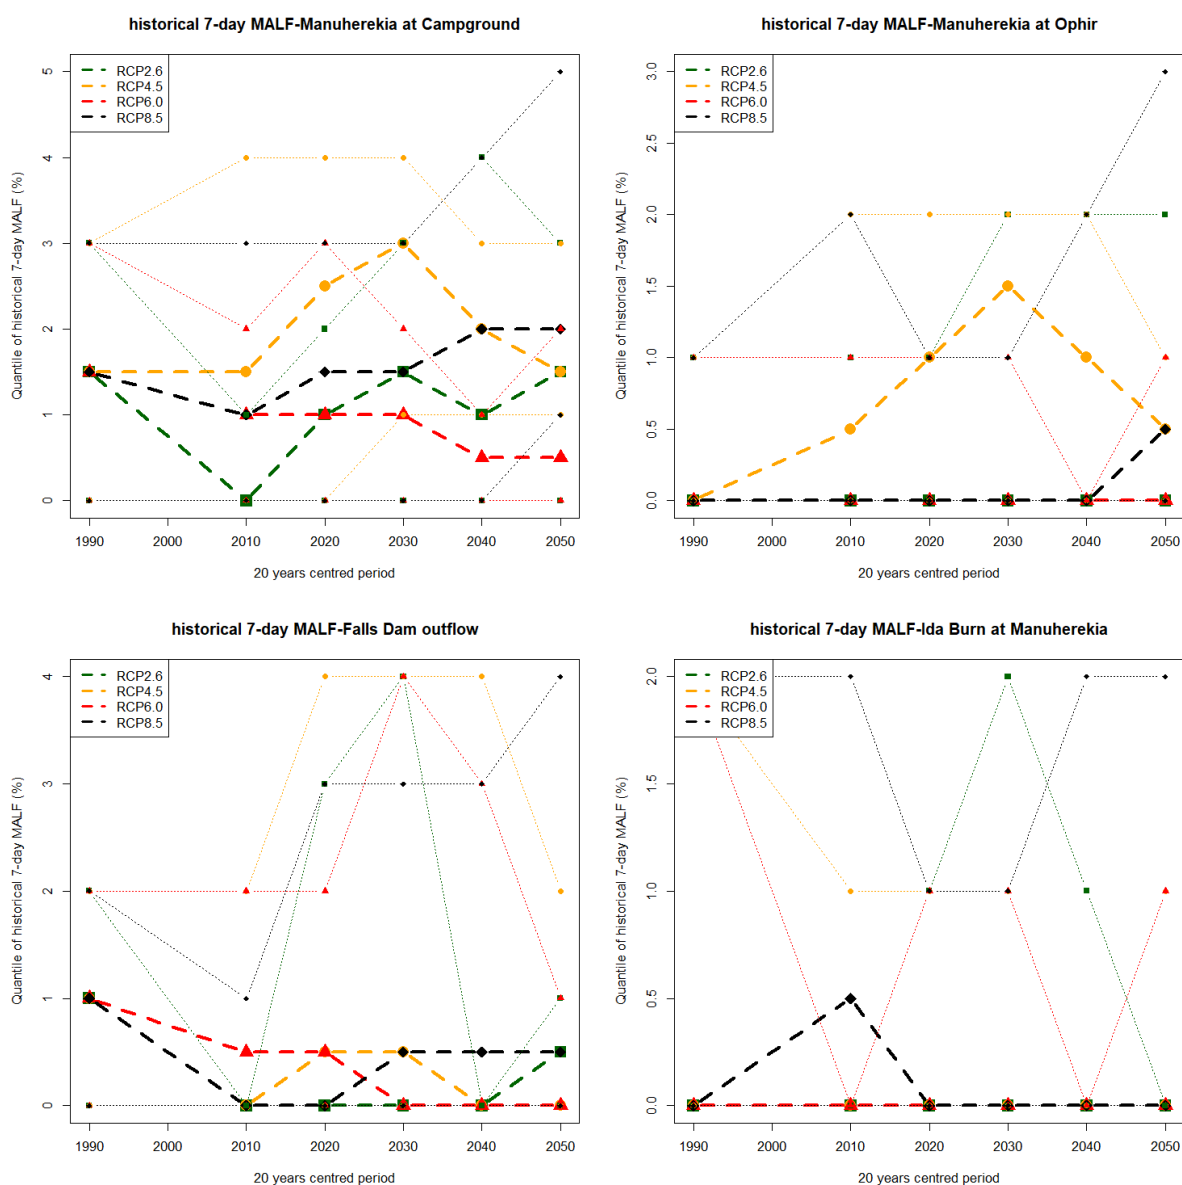 historical 7-day MALF-Manuherekia at Campground
Quantile of historical 7-day MALF (%)
5
4
3
2
1
0
RCP2.6
RCP4.5
RCP6.0
RCP8.5
1990 2000 2010 2020 2030 2040 2050
20 years centred period
historical 7-day MALF-Manuherekia at Ophir
Quantile of historical 7-day MALF (%)
3.0
2.5
2.0
1.5
1.0
0.5
0.0
RCP2.6
RCP4.5
RCP6.0
RCP8.5
1990 2000 2010 2020 2030 2040 2050
20 years centred period
historical 7-day MALF-Falls Dam outflow
Quantile of historical 7-day MALF (%)
4
3
2
1
0
RCP2.6
RCP4.5
RCP6.0
RCP8.5
1990 2000 2010 2020 2030 2040 2050
20 years centred period
historical 7-day MALF-Ida Burn at Manuherekia
Quantile of historical 7-day MALF (%)
2.0
1.5
1.0
0.5
0.0
RCP2.6
RCP4.5
RCP6.0
RCP8.5
1990 2000 2010 2020 2030 2040 2050
20 years centred period